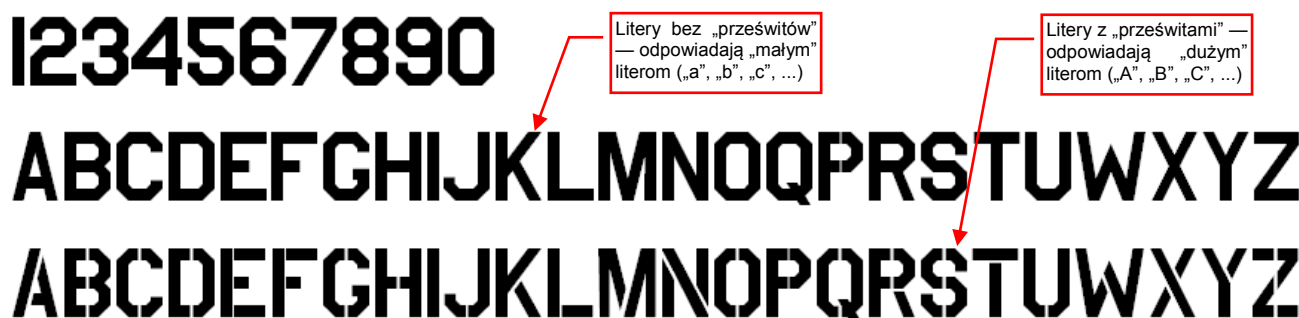 1234567890
Litery bez „prześwitów”
— odpowiadają „małym”
literom („a”, „b”, „c”, ...)
Litery z „prześwitami” —
odpowiadają „dużym”
literom („A”, „B”, „C”, ...)
ABCDEFGHIJKLMNOQPRSTUWXYZ
ABCDEFGHIJKLMNOPQRSTUWXYZ